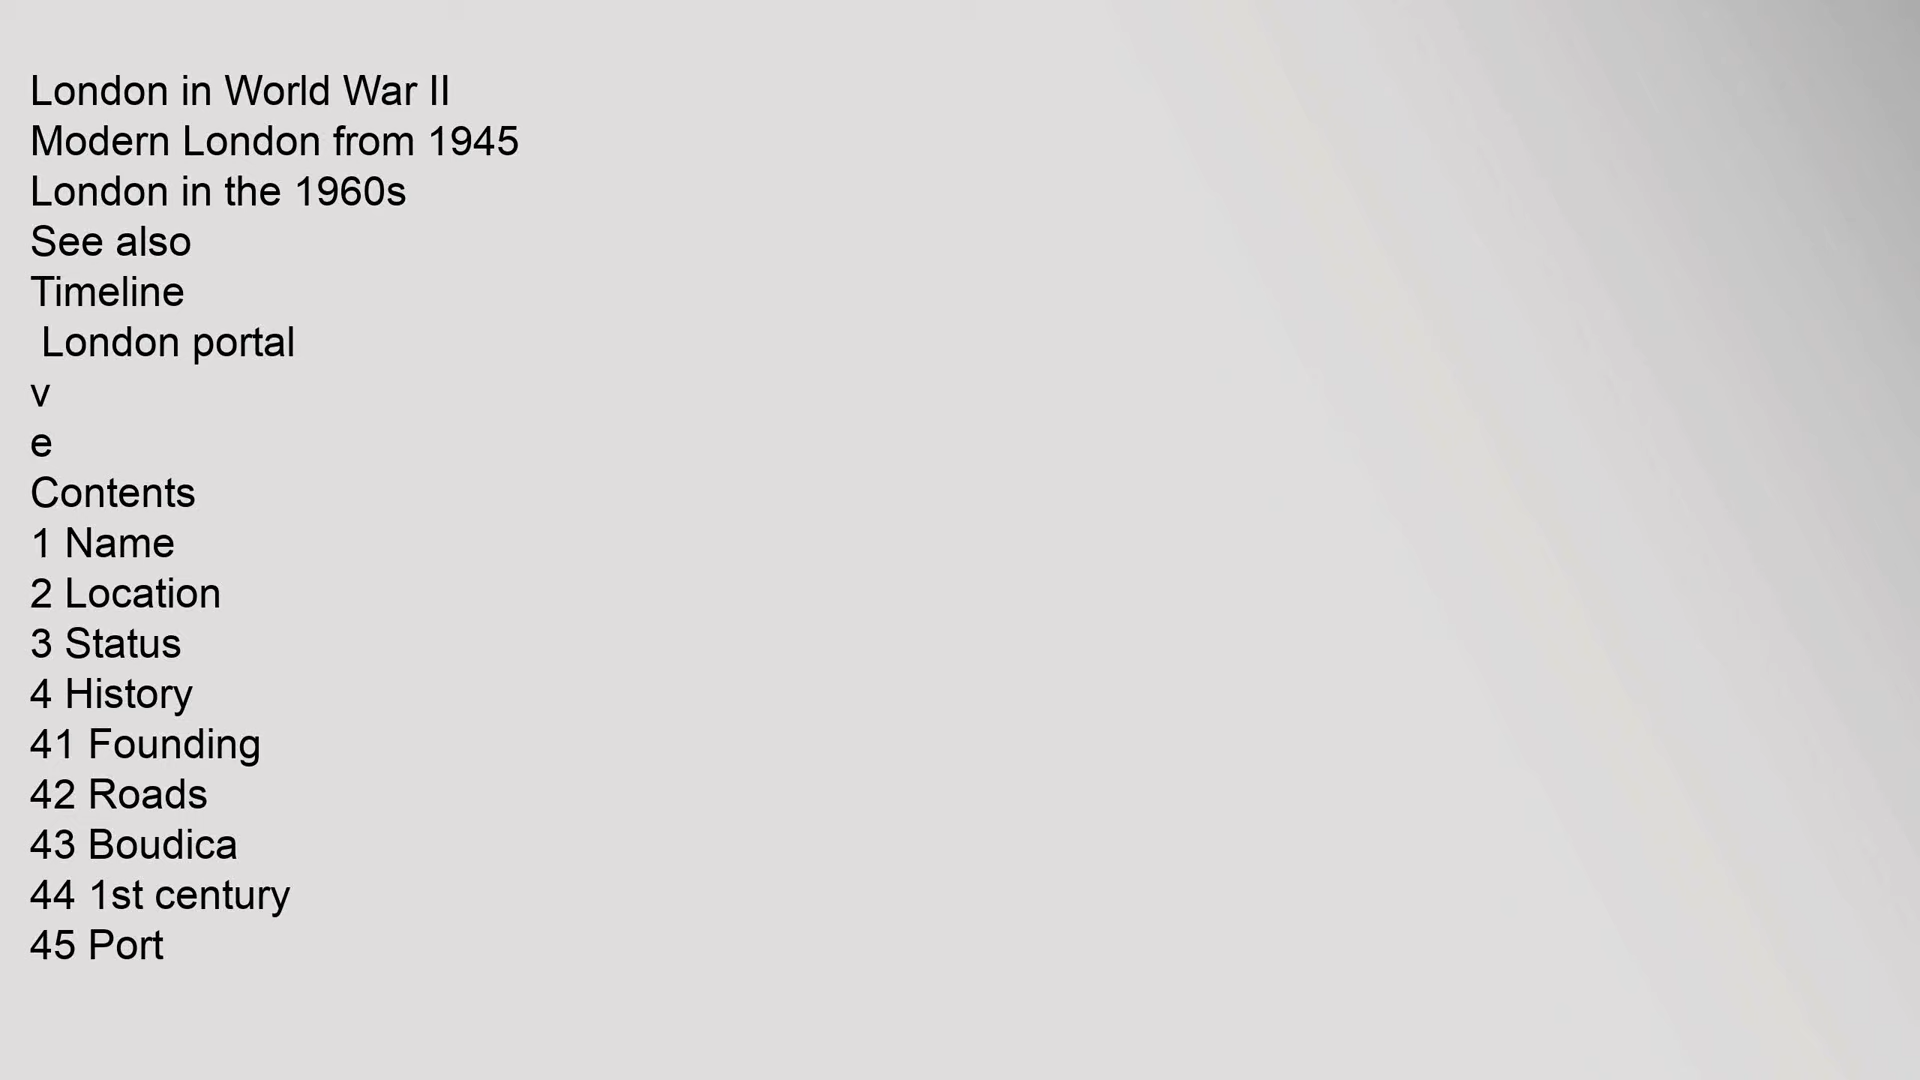 London in World War II
Modern London from 1945
London in the 1960s
See also
Timeline
London portal
v
e
Contents
1 Name
2 Location
3 Status
4 History
41 Founding
42 Roads
43 Boudica
44 1st century
45 Port